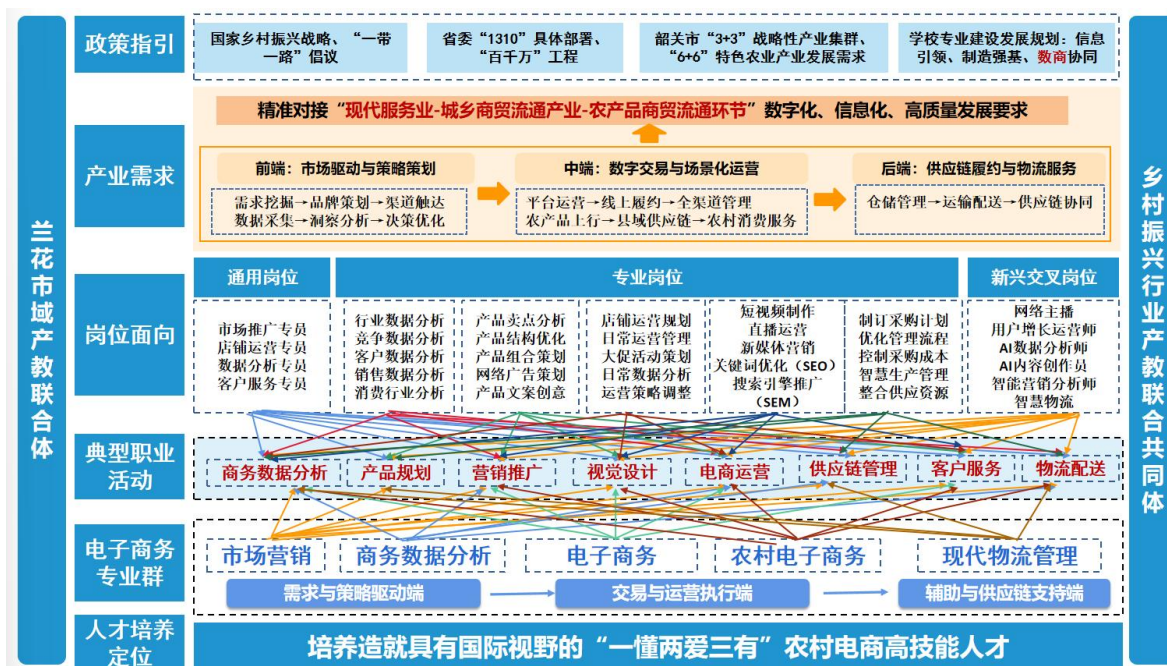 兰花市域产教联合体
政策指引
国家乡村振兴战略、“一带
一路”倡议
省委“1310”具体部署、
“百千万”工程
韶关市“3+3”战略性产业集群、
“6+6”特色农业产业发展需求
学校专业建设发展规划：信息
引领、制造强基、数商协同
产业需求
精准对接“现代服务业-城乡商贸流通产业-农产品商贸流通环节”数字化、信息化、高质量发展要求
前端：市场驱动与策略策划
需求挖掘→品牌策划→渠道触达
数据采集→洞察分析→决策优化
中端：数字交易与场景化运营
平台运营→线上履约→全渠道管理
农产品上行→县域供应链→农村消费服务
后端：供应链履约与物流服务
仓储管理→运输配送→供应链协同
岗位面向
通用岗位
市场推广专员
店铺运营专员
数据分析专员
客户服务专员
专业岗位
行业数据分析
竞争数据分析
客户数据分析
销售数据分析
消费行业分析
产品卖点分析
产品结构优化
产品组合策划
网络广告策划
产品文案创意
店铺运营规划
日常运营管理
大促活动策划
日常数据分析
运营策略调整
短视频制作
直播运营
新媒体营销
关键词优化（SEO）
搜索引擎推广
（SEM）
制订采购计划
优化管理流程
控制采购成本
智慧生产管理
整合供应资源
新兴交叉岗位
网络主播
用户增长运营师
AI数据分析师
AI内容创作员
智能营销分析师
智慧物流
典型职业
活动
商务数据分析
产品规划
营销推广
视觉设计
电商运营
供应链管理
客户服务
物流配送
电子商务
专业群
市场营销
商务数据分析
电子商务
农村电子商务
现代物流管理
需求与策略驱动端
交易与运营执行端
辅助与供应链支持端
人才培养
定位
培养造就具有国际视野的“一懂两爱三有”农村电商高技能人才
乡村振兴行业产教联合共同体